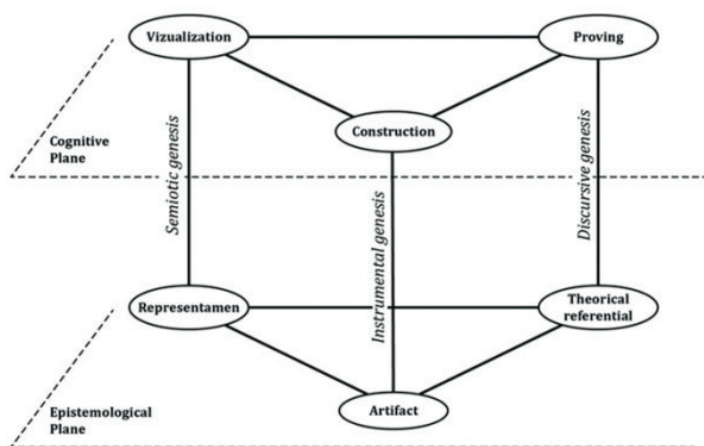 Vizualization
Proving
Construction
Cognitive
Plane
Semiotic genesis
Instrumental genesis
Discursive genesis
Representamen
Theorical
referential
Artifact
Epistemological
Plane